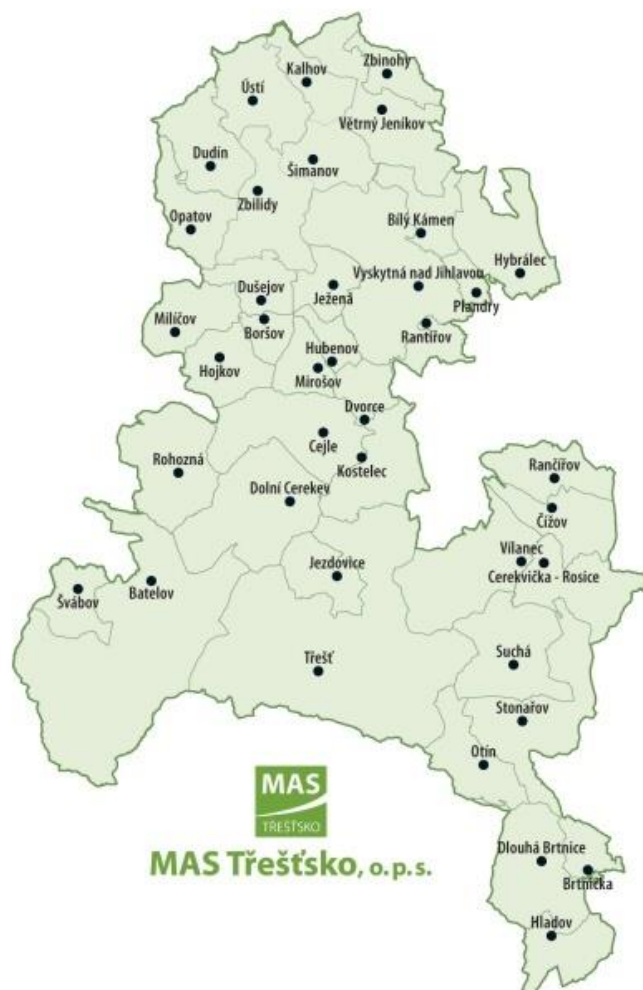 Zbinohy
Kalhov
Ústí
Větrný Jeníkov
Dudín
Šimanov
Zbilidy
Opatov
Bílý Kámen
Hybrálec
Vyskytná nad Jihlavou
Dušejov
Ježená
Plandry
Milíčov
Boršov
Rantířov
Hubenov
Hojkov
Mirošov
Dvorce
Cejle
Rohozná
Kostelec
Rančířov
Dolní Cerekev
Čížov
Vílanec
Jezdovice
Cerekvička - Rosice
Batelov
Švábov
Třešť
Suchá
Stonařov
Otín
MAS
TŘEŠŤSKO
MAS Třešťsko, o.p.s.
Dlouhá Brtnice
Brtnička
Hladov